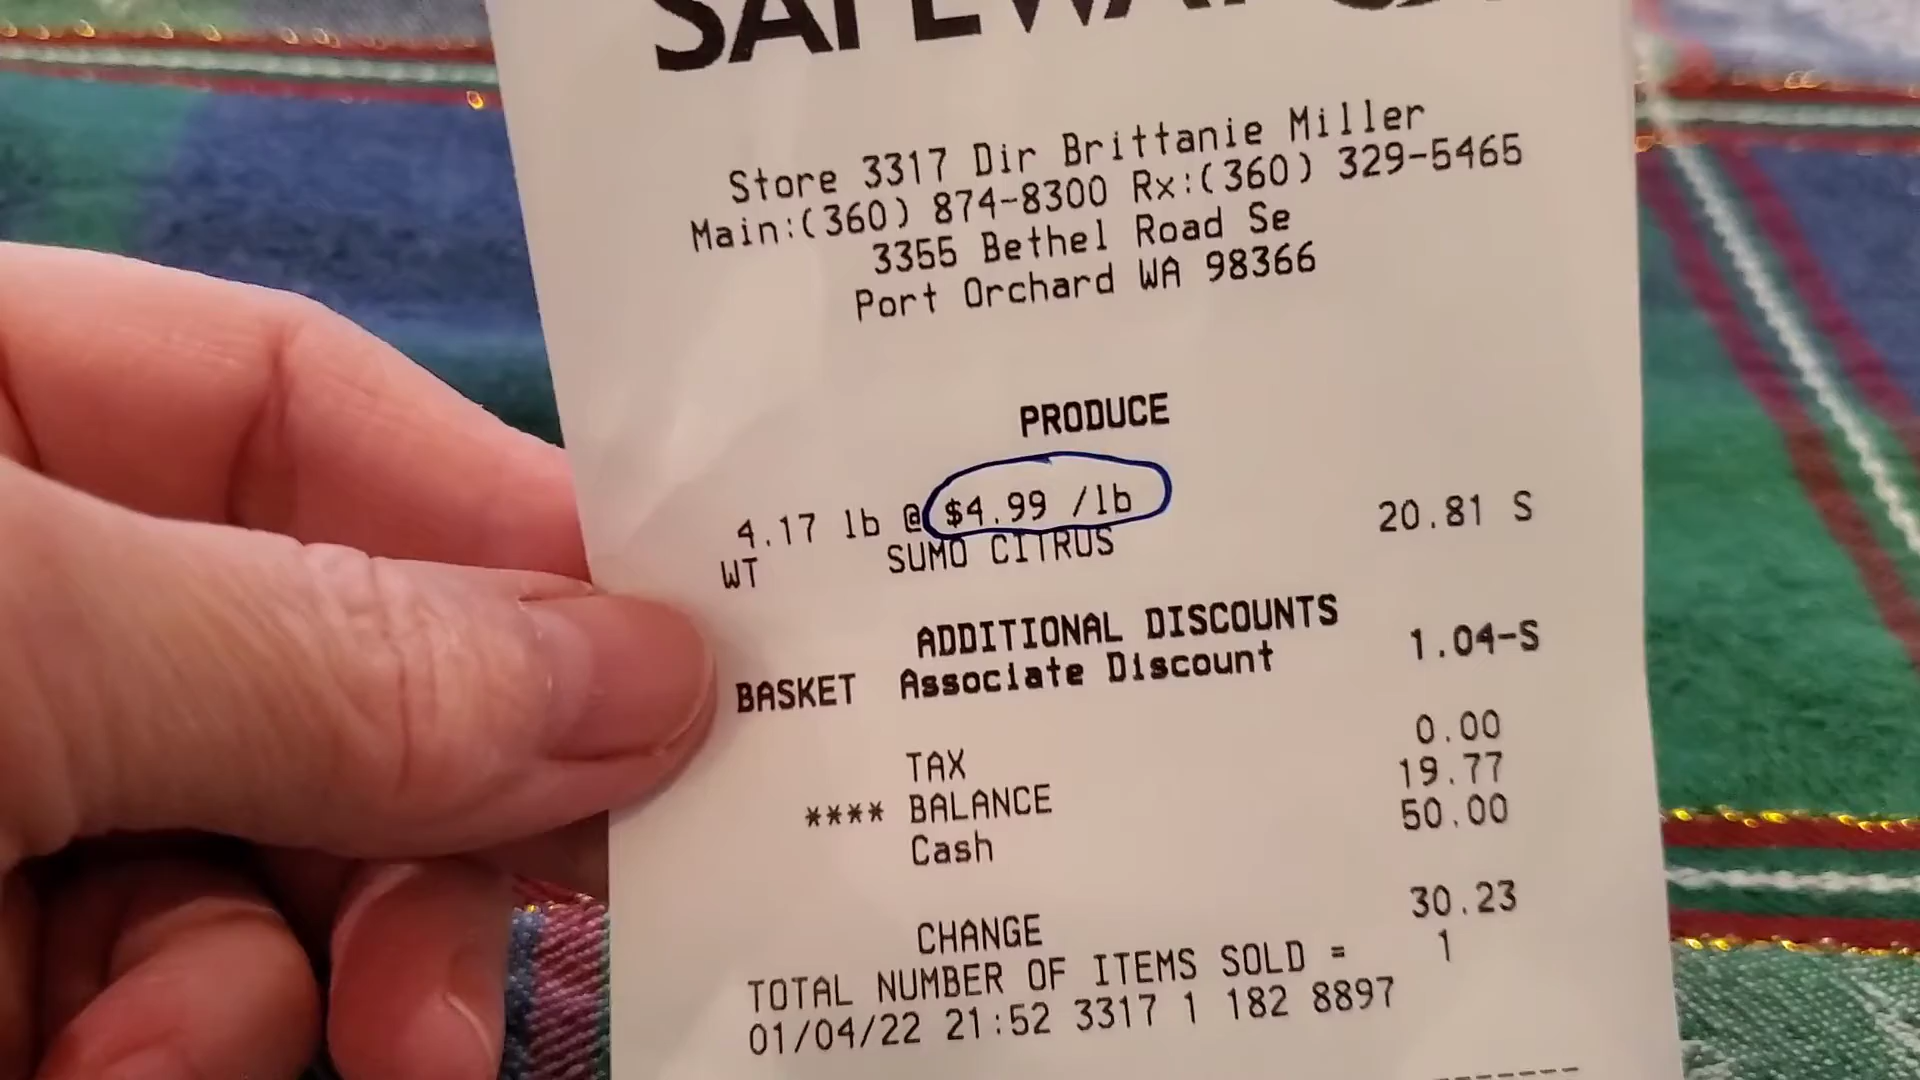 SAFEWAY
Store 3317 Dir Brittanie Miller
Main:(360) 874-8300 Rx:(360) 329-5465
3355 Bethel Road Se
Port Orchard WA 98366
PRODUCE
4.17 lb @ $4.99 /lb
WT SUMO CITRUS 20.81 S
ADDITIONAL DISCOUNTS
BASKET Associate Discount 1.04-S
TAX 0.00
**** BALANCE 19.77
Cash 50.00
CHANGE 30.23
TOTAL NUMBER OF ITEMS SOLD = 1
01/04/22 21:52 3317 1 182 8897